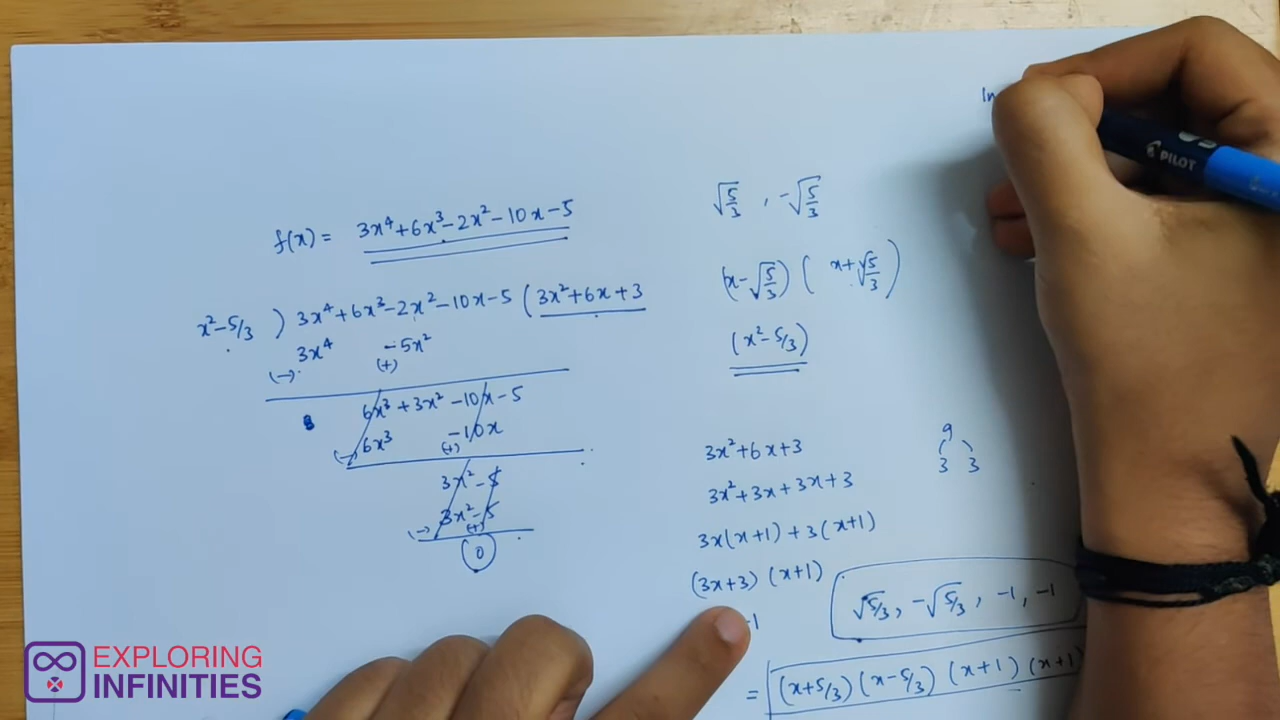 In
√5/3 , -√5/3
f(x) = 3x⁴+6x³-2x²-10x-5
(x-√5/3) ( x+√5/3 )
x²-5/3 ) 3x⁴+6x³-2x²-10x-5 ( 3x²+6x+3
3x⁴ -5x²
(-) (+)
(x²-5/3)
6x³+3x²-10x-5
6x³ -10x
(-) (+)
3x²-5
3x²-5
(-) (+)
0
3x²+6x+3
9
3 3
3x²+3x+3x+3
3x(x+1)+3(x+1)
(3x+3) (x+1)
√5/3, -√5/3, -1, -1
-1
= (x+5/3) (x-5/3) (x+1) (x+1)
EXPLORING
INFINITIES
PILOT